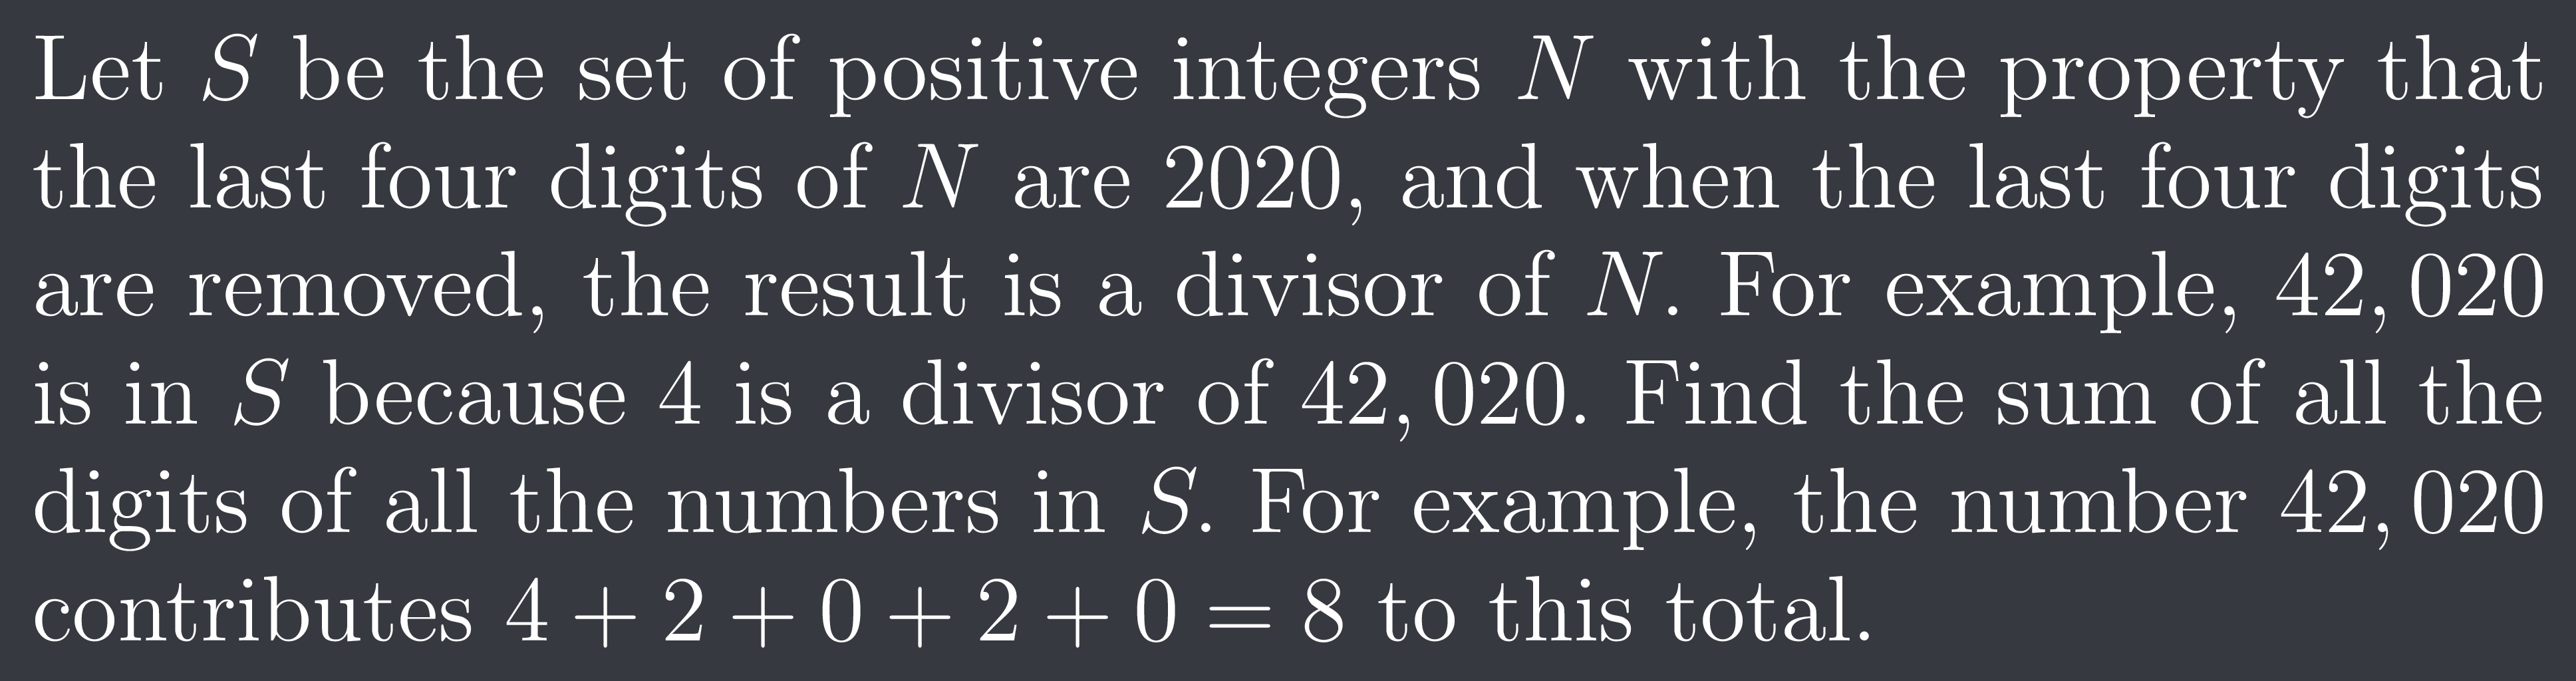 Let S be the set of positive integers N with the property that
the last four digits of N are 2020, and when the last four digits
are removed, the result is a divisor of N. For example, 42, 020
is in S because 4 is a divisor of 42, 020. Find the sum of all the
digits of all the numbers in S. For example, the number 42, 020
contributes 4 + 2 + 0 + 2 + 0 = 8 to this total.